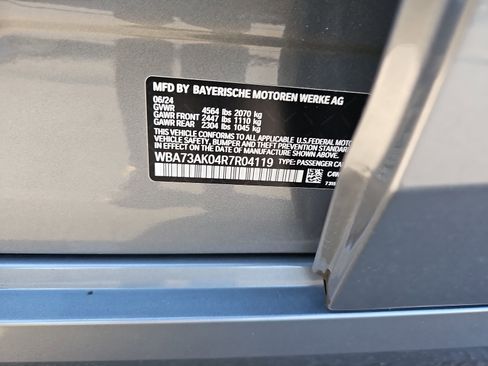 MFD BY BAYERISCHE MOTOREN WERKE AG
06/24
GVWR 4564 lbs 2070 kg
GAWR FRONT 2447 lbs 1110 kg
GAWR REAR 2304 lbs 1045 kg
THIS VEHICLE CONFORMS TO ALL APPLICABLE U.S.FEDERAL MOTOR
VEHICLE SAFETY, BUMPER, AND THEFT PREVENTION STANDARD
IN EFFECT ON THE DATE OF MANUFACTURE SHOWN ABOVE
WBA73AK04R7R04119 TYPE: PASSENGER CA